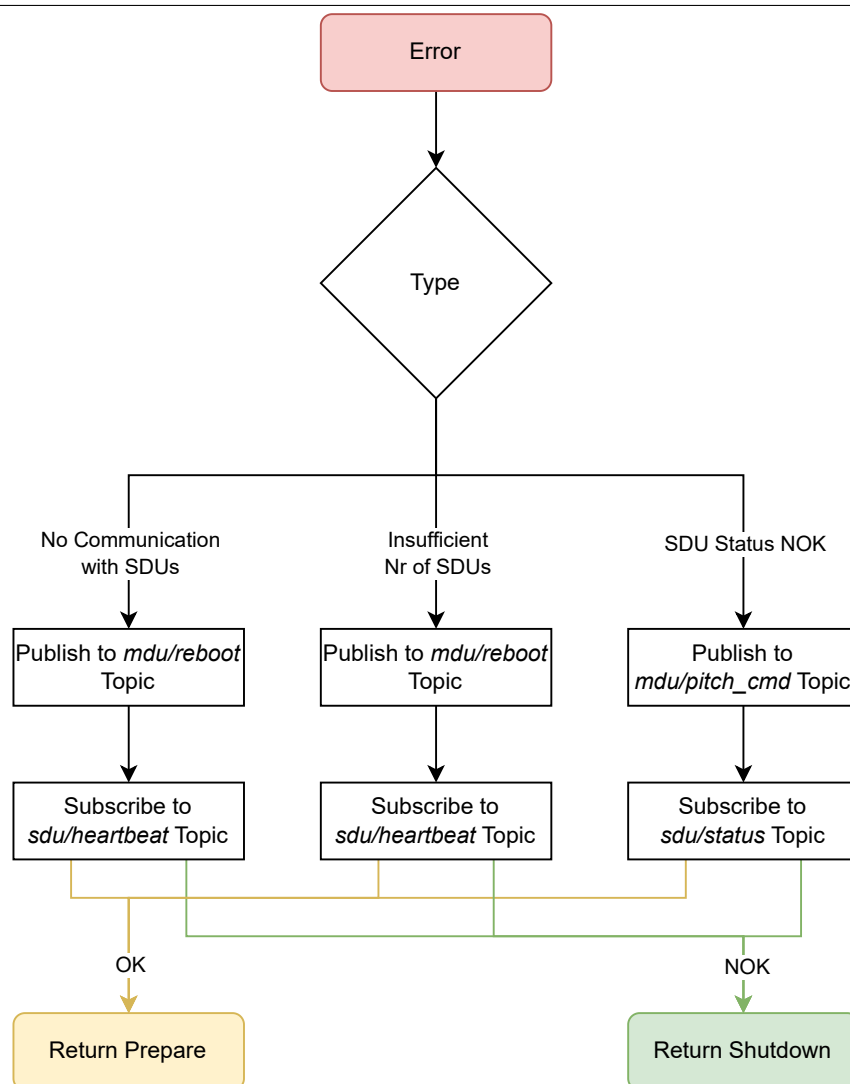 Error
Type
No Communication
with SDUs
Insufficient
Nr of SDUs
SDU Status NOK
Publish to mdu/reboot
Topic
Publish to mdu/reboot
Topic
Publish to
mdu/pitch_cmd Topic
Subscribe to
sdu/heartbeat Topic
Subscribe to
sdu/heartbeat Topic
Subscribe to
sdu/status Topic
OK
NOK
Return Prepare
Return Shutdown